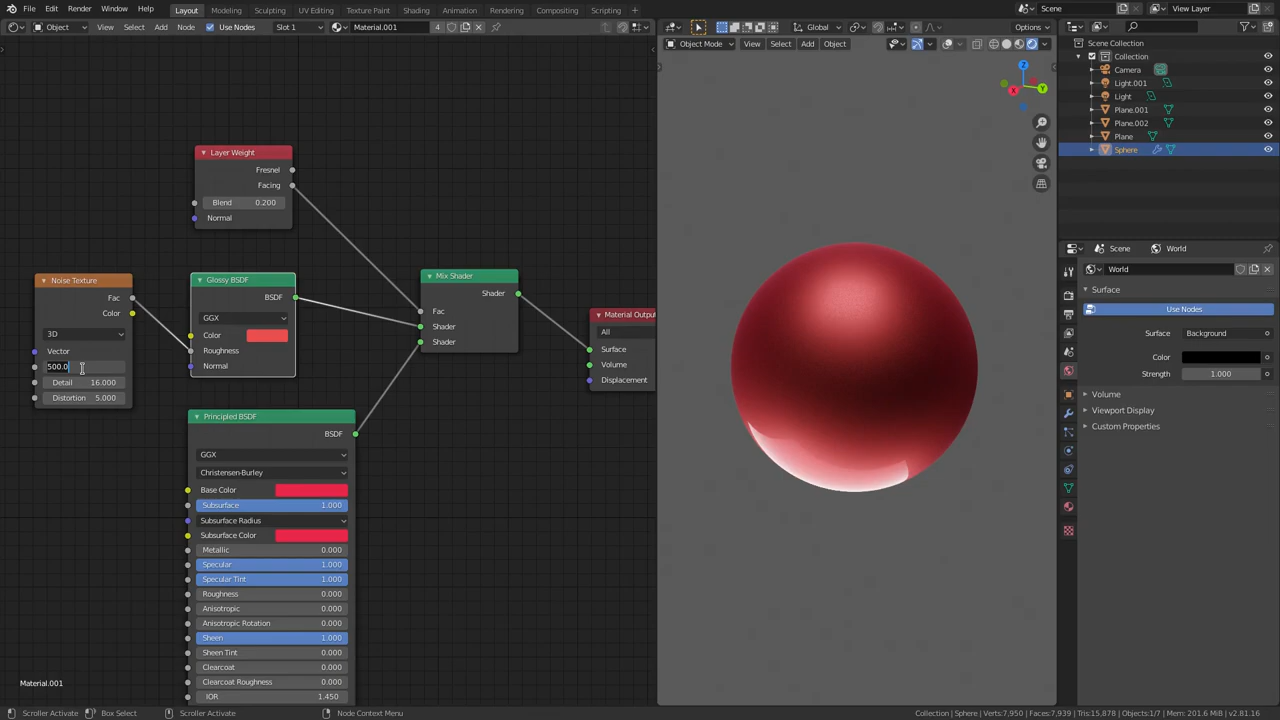 File Edit Render Window Help Layout Modeling Sculpting UV Editing Texture Paint Shading Animation Rendering Compositing Scripting + Scene View Layer
Object View Select Add Node Use Nodes Slot 1 Material.001 4 Global Options
Object Mode View Select Add Object
Scene Collection
Collection
Camera
Light.001
Light
Plane.001
Plane.002
Plane
Sphere
Z
X
Y
Layer Weight
Fresnel
Facing
Blend 0.200
Normal
Noise Texture
Fac
Color
3D
Vector
500.0
Detail 16.000
Distortion 5.000
Glossy BSDF
BSDF
GGX
Color
Roughness
Normal
Mix Shader
Shader
Fac
Shader
Shader
Material Outpu
All
Surface
Volume
Displacement
Principled BSDF
BSDF
GGX
Christensen-Burley
Base Color
Subsurface 1.000
Subsurface Radius
Subsurface Color
Metallic 0.000
Specular 1.000
Specular Tint 1.000
Roughness 0.000
Anisotropic 0.000
Anisotropic Rotation 0.000
Sheen 1.000
Sheen Tint 0.000
Clearcoat 0.000
Clearcoat Roughness 0.000
IOR 1.450
Material.001
Scene World
World
Surface
Use Nodes
Surface Background
Color
Strength 1.000
Volume
Viewport Display
Custom Properties
Scroller Activate Box Select Scroller Activate Node Context Menu Collection | Sphere | Verts:7,950 | Faces:7,939 | Tris:15,878 | Objects:1/7 | Mem: 201.6 MiB | v2.81.16